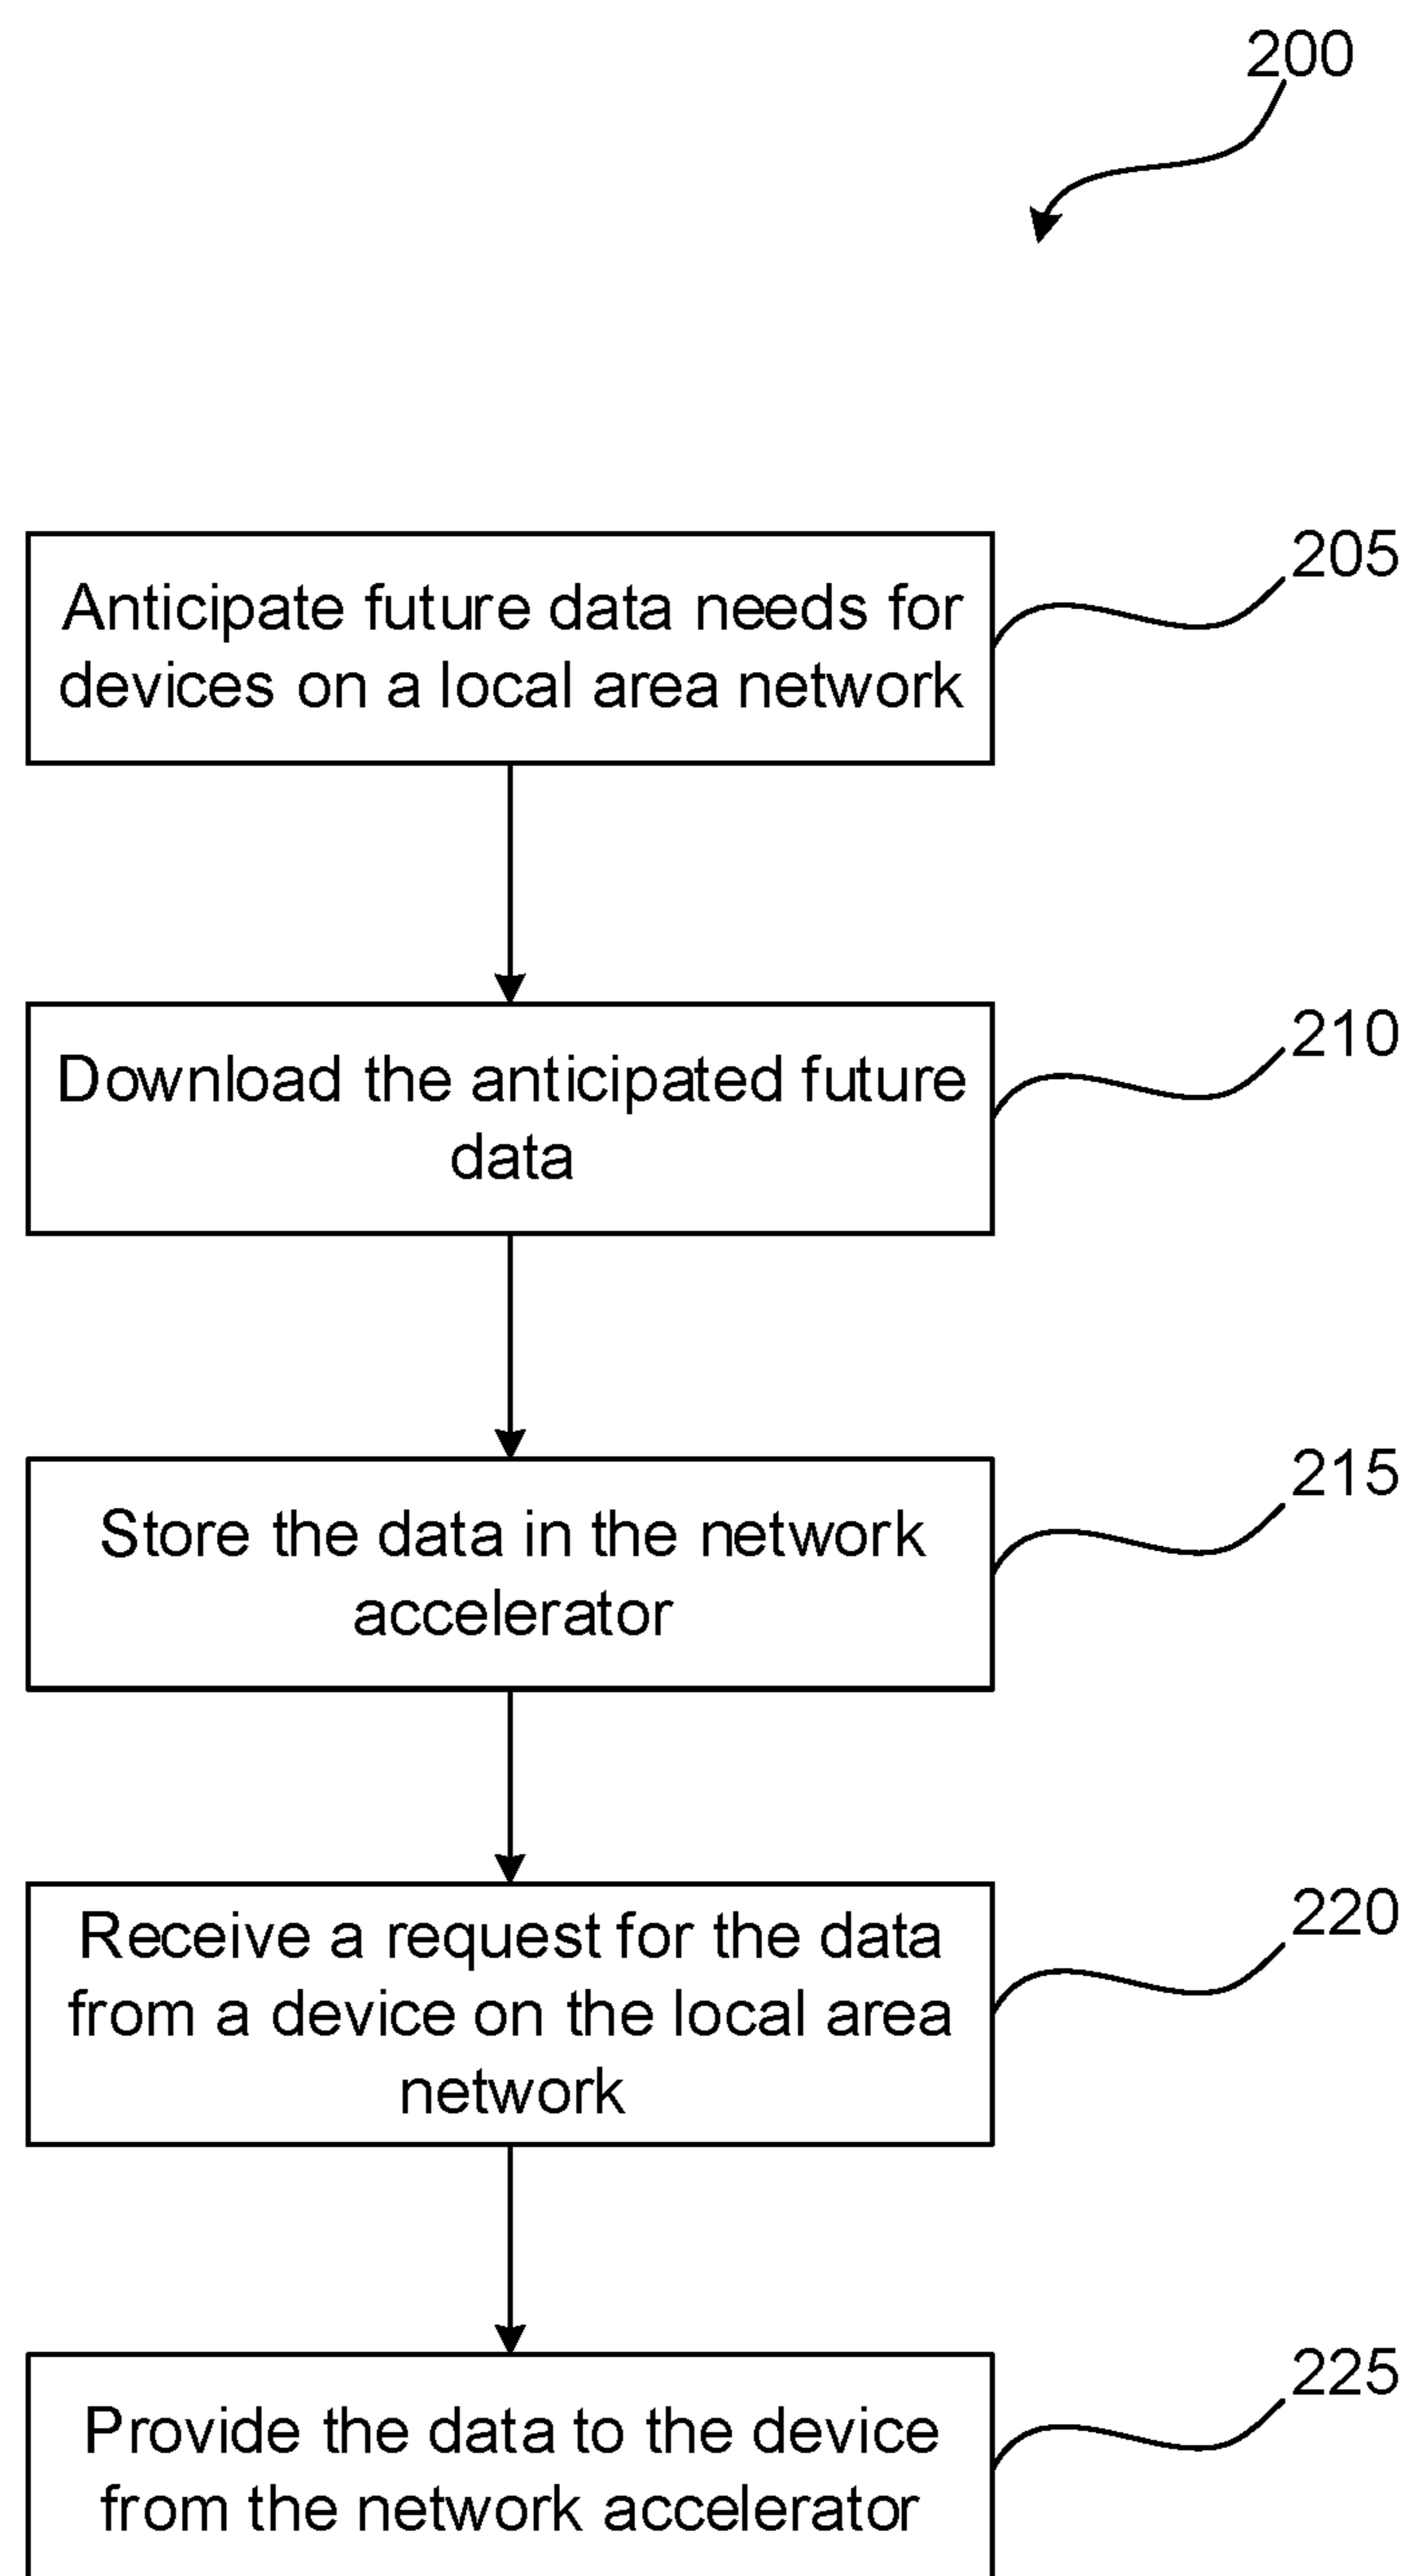 200
205
Anticipate future data needs for
devices on a local area network
210
Download the anticipated future
data
215
Store the data in the network
accelerator
220
Receive a request for the data
from a device on the local area
network
225
Provide the data to the device
from the network accelerator